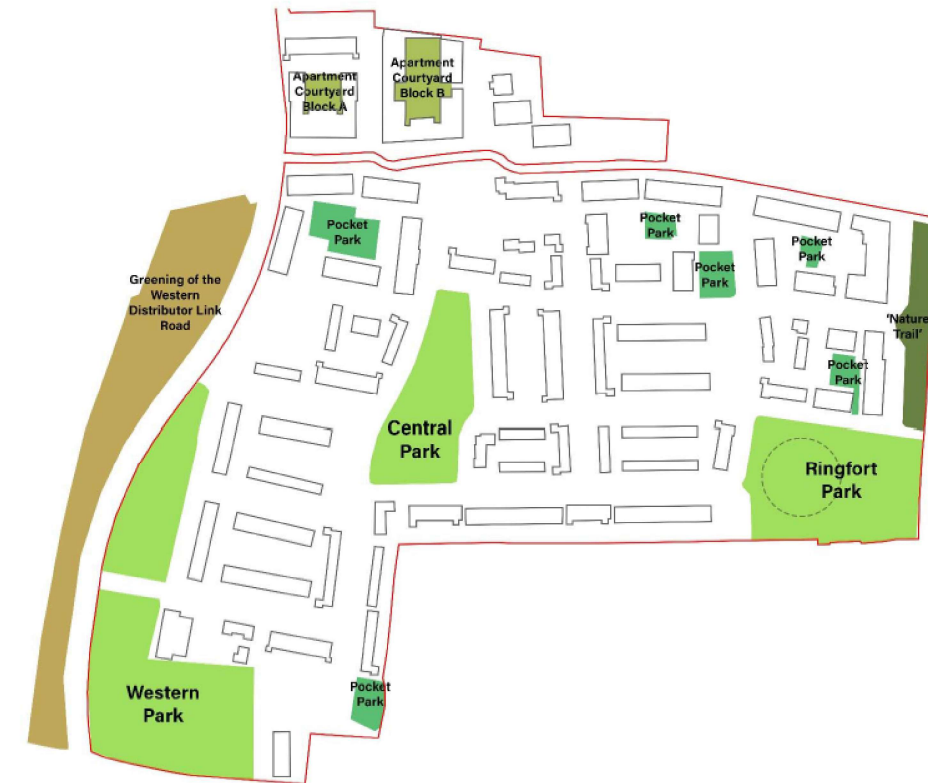 Apartment
Courtyard
Block A
Apartment
Courtyard
Block B
Pocket
Park
Pocket
Park
Pocket
Park
Pocket
Park
Greening of the
Western
Distributor Link
Road
'Nature
Trail'
Pocket
Park
Central
Park
Ringfort
Park
Western
Park
Pocket
Park